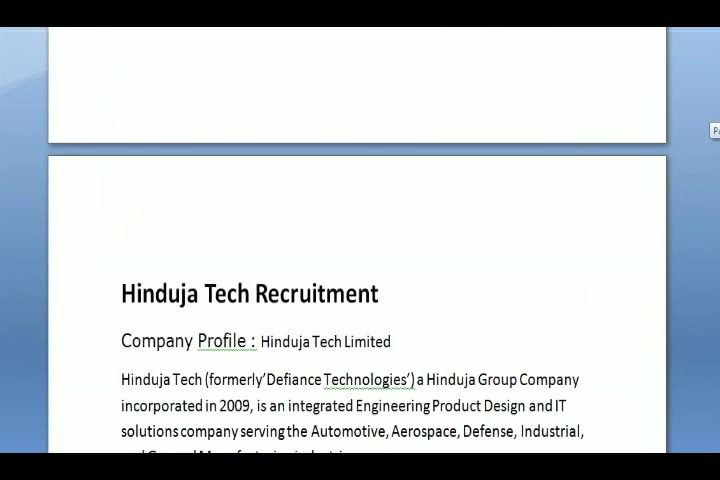 Hinduja Tech Recruitment
Company Profile : Hinduja Tech Limited
Hinduja Tech (formerly'Defiance Technologies') a Hinduja Group Company
incorporated in 2009, is an integrated Engineering Product Design and IT
solutions company serving the Automotive, Aerospace, Defense, Industrial,